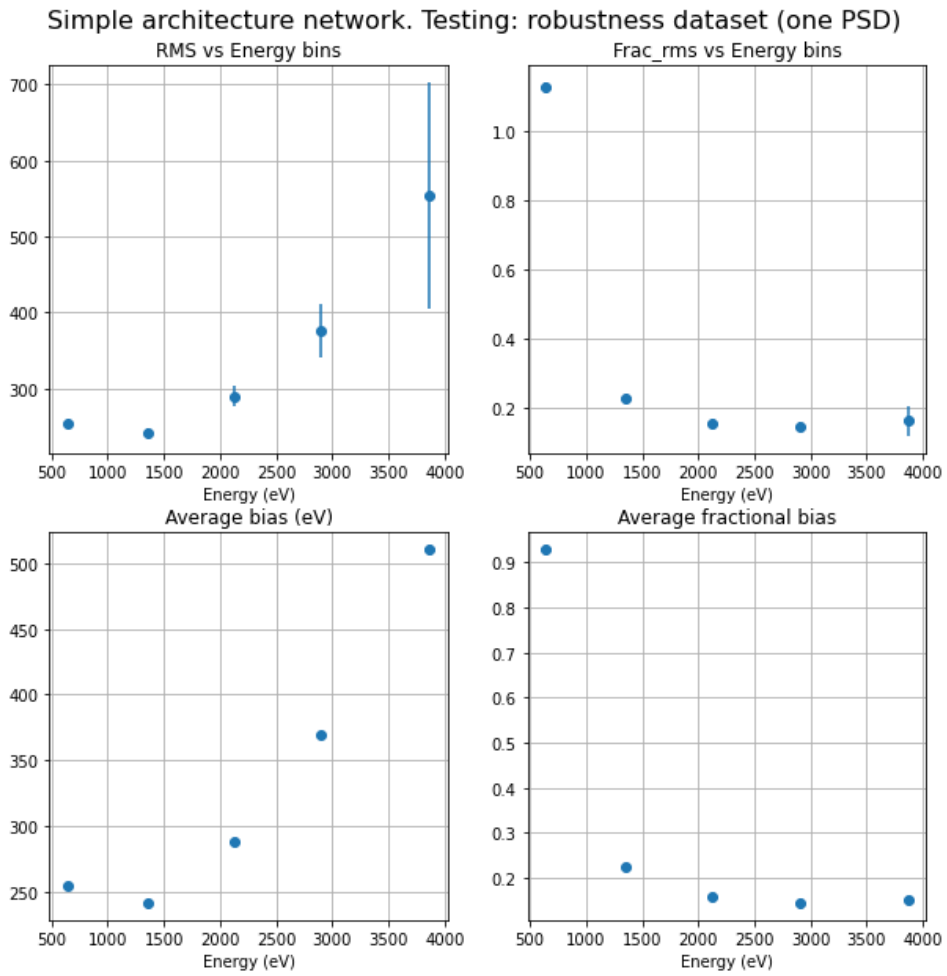 Simple architecture network. Testing: robustness dataset (one PSD)
RMS vs Energy bins
700
600
500
400
300
500 1000 1500 2000 2500 3000 3500 4000
Energy (eV)
Frac_rms vs Energy bins
1.0
0.8
0.6
0.4
0.2
500 1000 1500 2000 2500 3000 3500 4000
Energy (eV)
Average bias (eV)
500
450
400
350
300
250
500 1000 1500 2000 2500 3000 3500 4000
Energy (eV)
Average fractional bias
0.9
0.8
0.7
0.6
0.5
0.4
0.3
0.2
500 1000 1500 2000 2500 3000 3500 4000
Energy (eV)